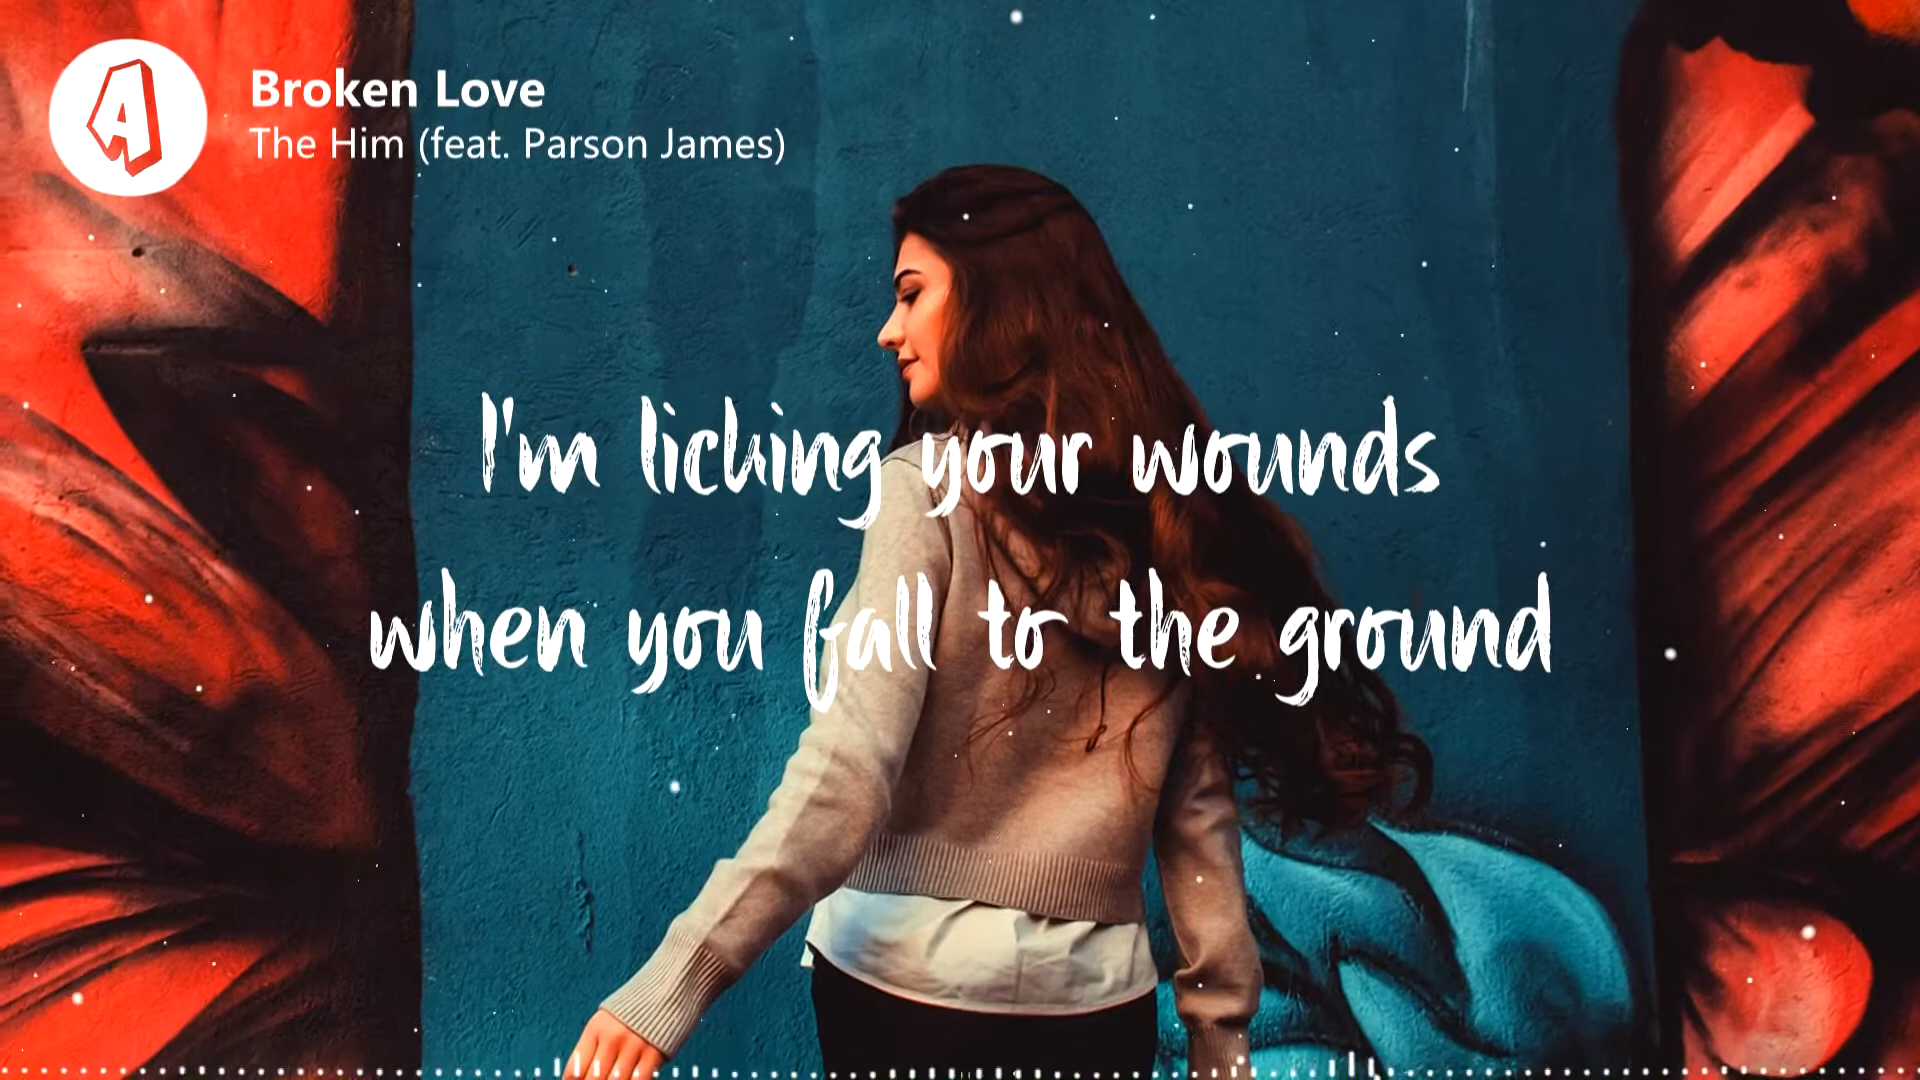 A
Broken Love
The Him (feat. Parson James)
I'm licking your wounds
when you fall to the ground